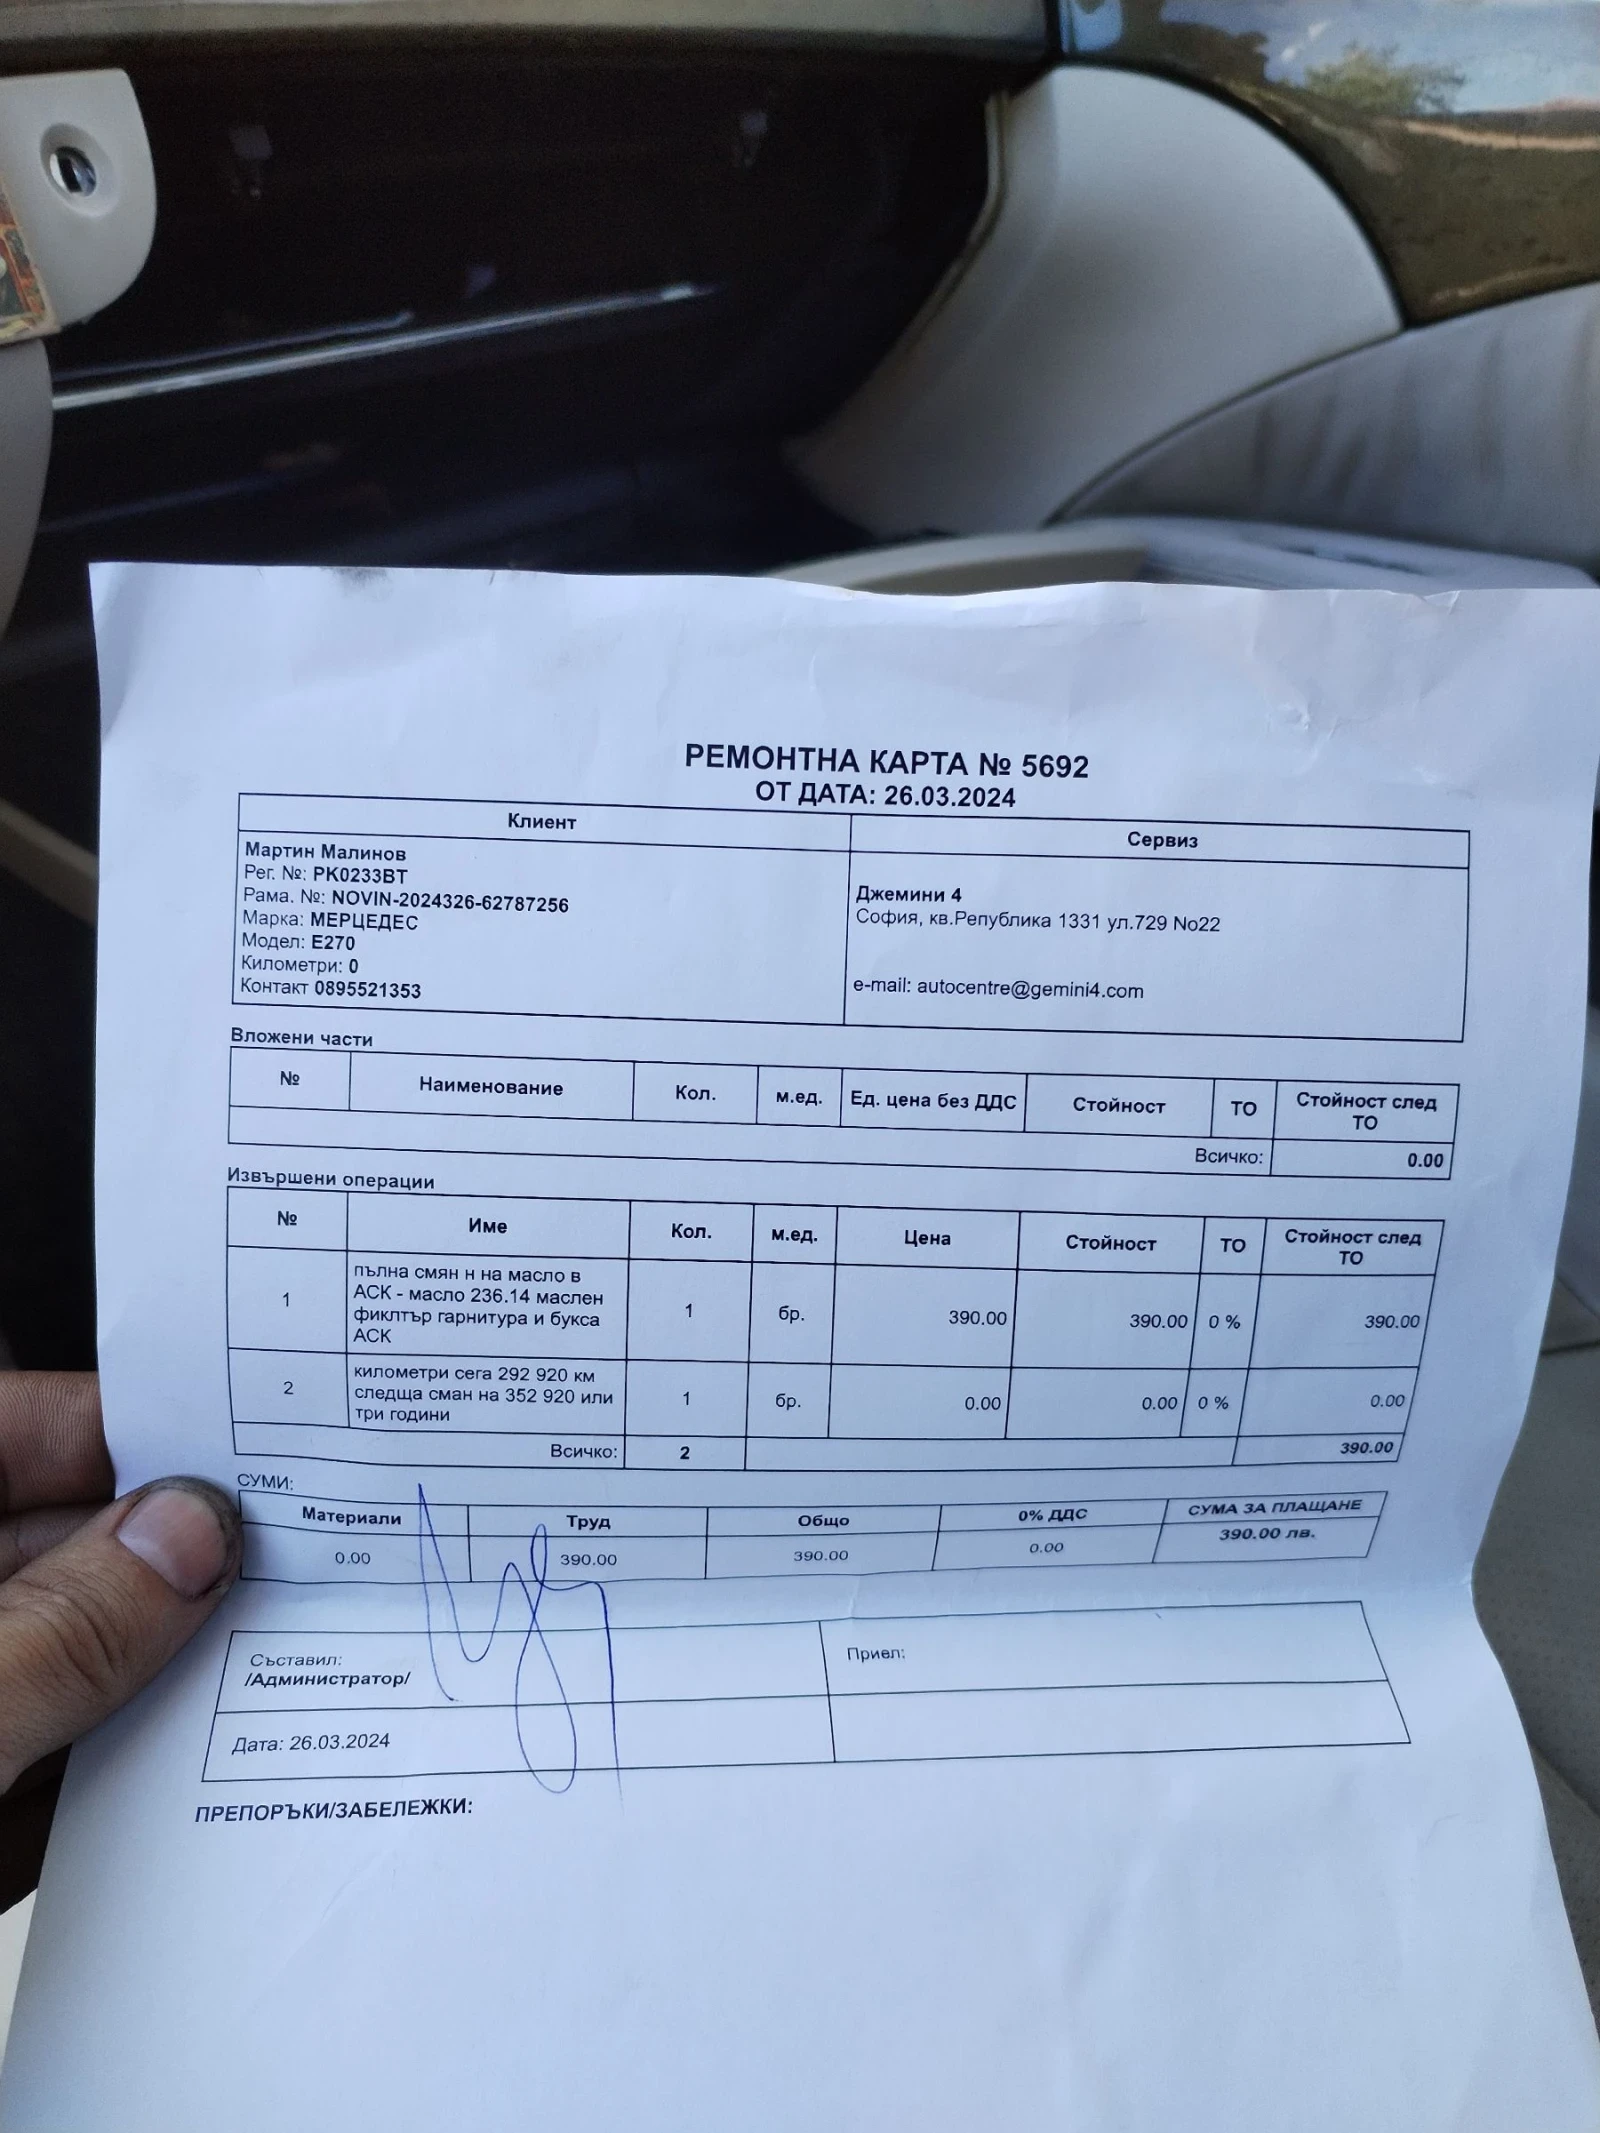 РЕМОНТНА КАРТА № 5692
ОТ ДАТА: 26.03.2024
Клиент
Сервиз
Мартин Малинов
Рег. №: РК0233ВТ
Рама. №: NOVIN-2024326-62787256
Марка: МЕРЦЕДЕС
Модел: Е270
Километри: 0
Контакт 0895521353
Джемини 4
София, кв.Република 1331 ул.729 No22
e-mail: autocentre@gemini4.com
Вложени части
№ Наименование Кол. м.ед. Ед. цена без ДДС Стойност ТО Стойност след ТО
Всичко: 0.00
Извършени операции
№ Име Кол. м.ед. Цена Стойност ТО Стойност след ТО
1 пълна смян н на масло в
АСК - масло 236.14 маслен
фиклтър гарнитура и букса
АСК
1 бр. 390.00 390.00 0 % 390.00
2 километри сега 292 920 км
следща сман на 352 920 или
три години
1 бр. 0.00 0.00 0 % 0.00
Всичко: 2 390.00
СУМИ:
Материали Труд Общо 0% ДДС СУМА ЗА ПЛАЩАНЕ
0.00 390.00 390.00 0.00 390.00 лв.
Съставил:
/Администратор/
Приел:
Дата: 26.03.2024
ПРЕПОРЪКИ/ЗАБЕЛЕЖКИ: